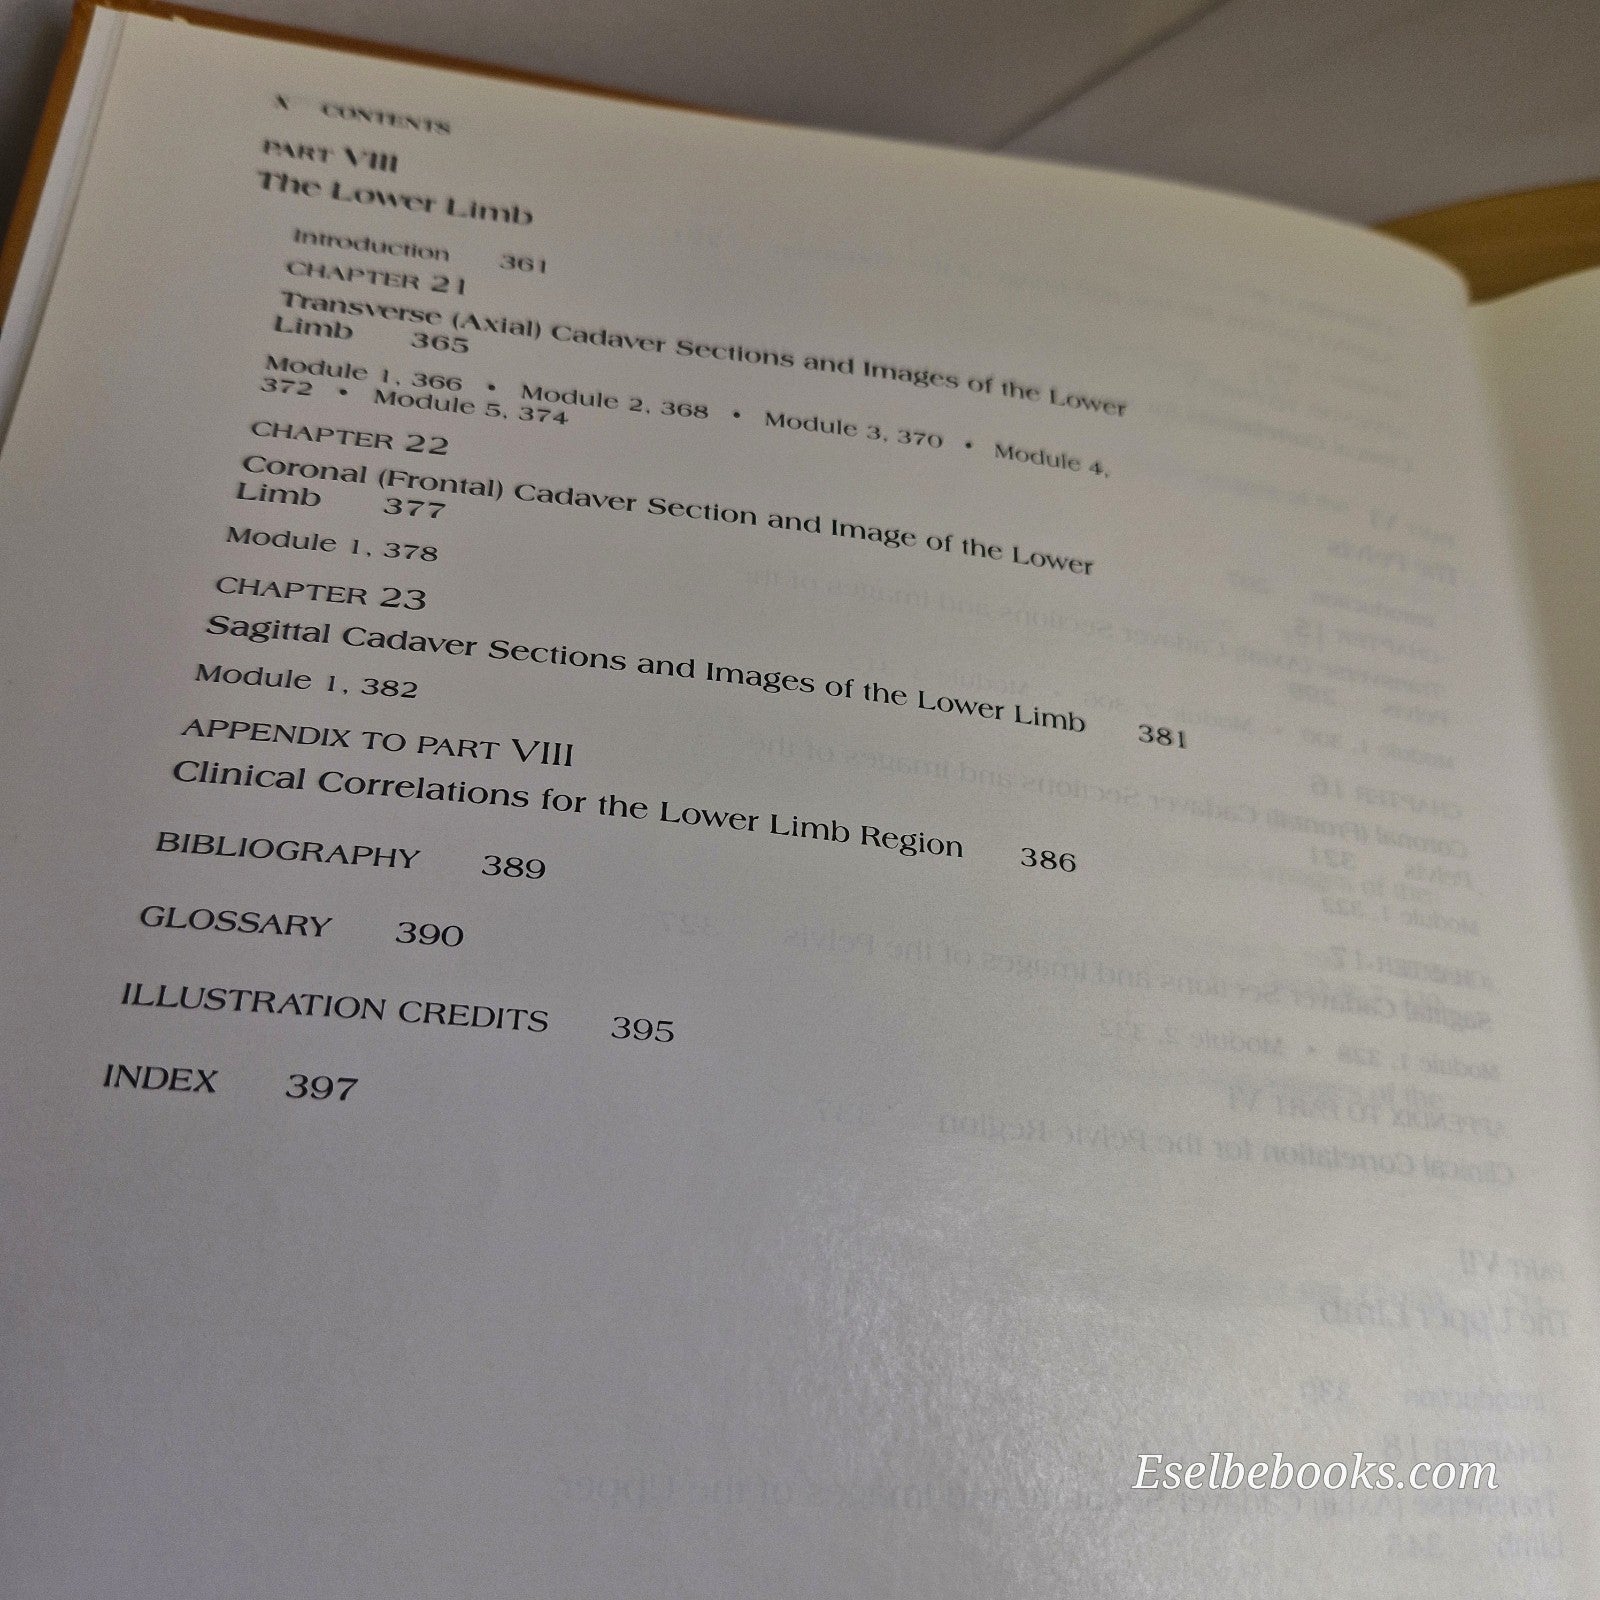 X CONTENTS
PART VIII
The Lower Limb
Introduction 361
CHAPTER 21
Transverse (Axial) Cadaver Sections and Images of the Lower
Limb 365
Module 1, 366 • Module 2, 368 • Module 3, 370 • Module 4,
372 • Module 5, 374
CHAPTER 22
Coronal (Frontal) Cadaver Section and Image of the Lower
Limb 377
Module 1, 378
CHAPTER 23
Sagittal Cadaver Sections and Images of the Lower Limb 381
Module 1, 382
APPENDIX TO PART VIII
Clinical Correlations for the Lower Limb Region 386
BIBLIOGRAPHY 389
GLOSSARY 390
ILLUSTRATION CREDITS 395
INDEX 397
Eselbebooks.com